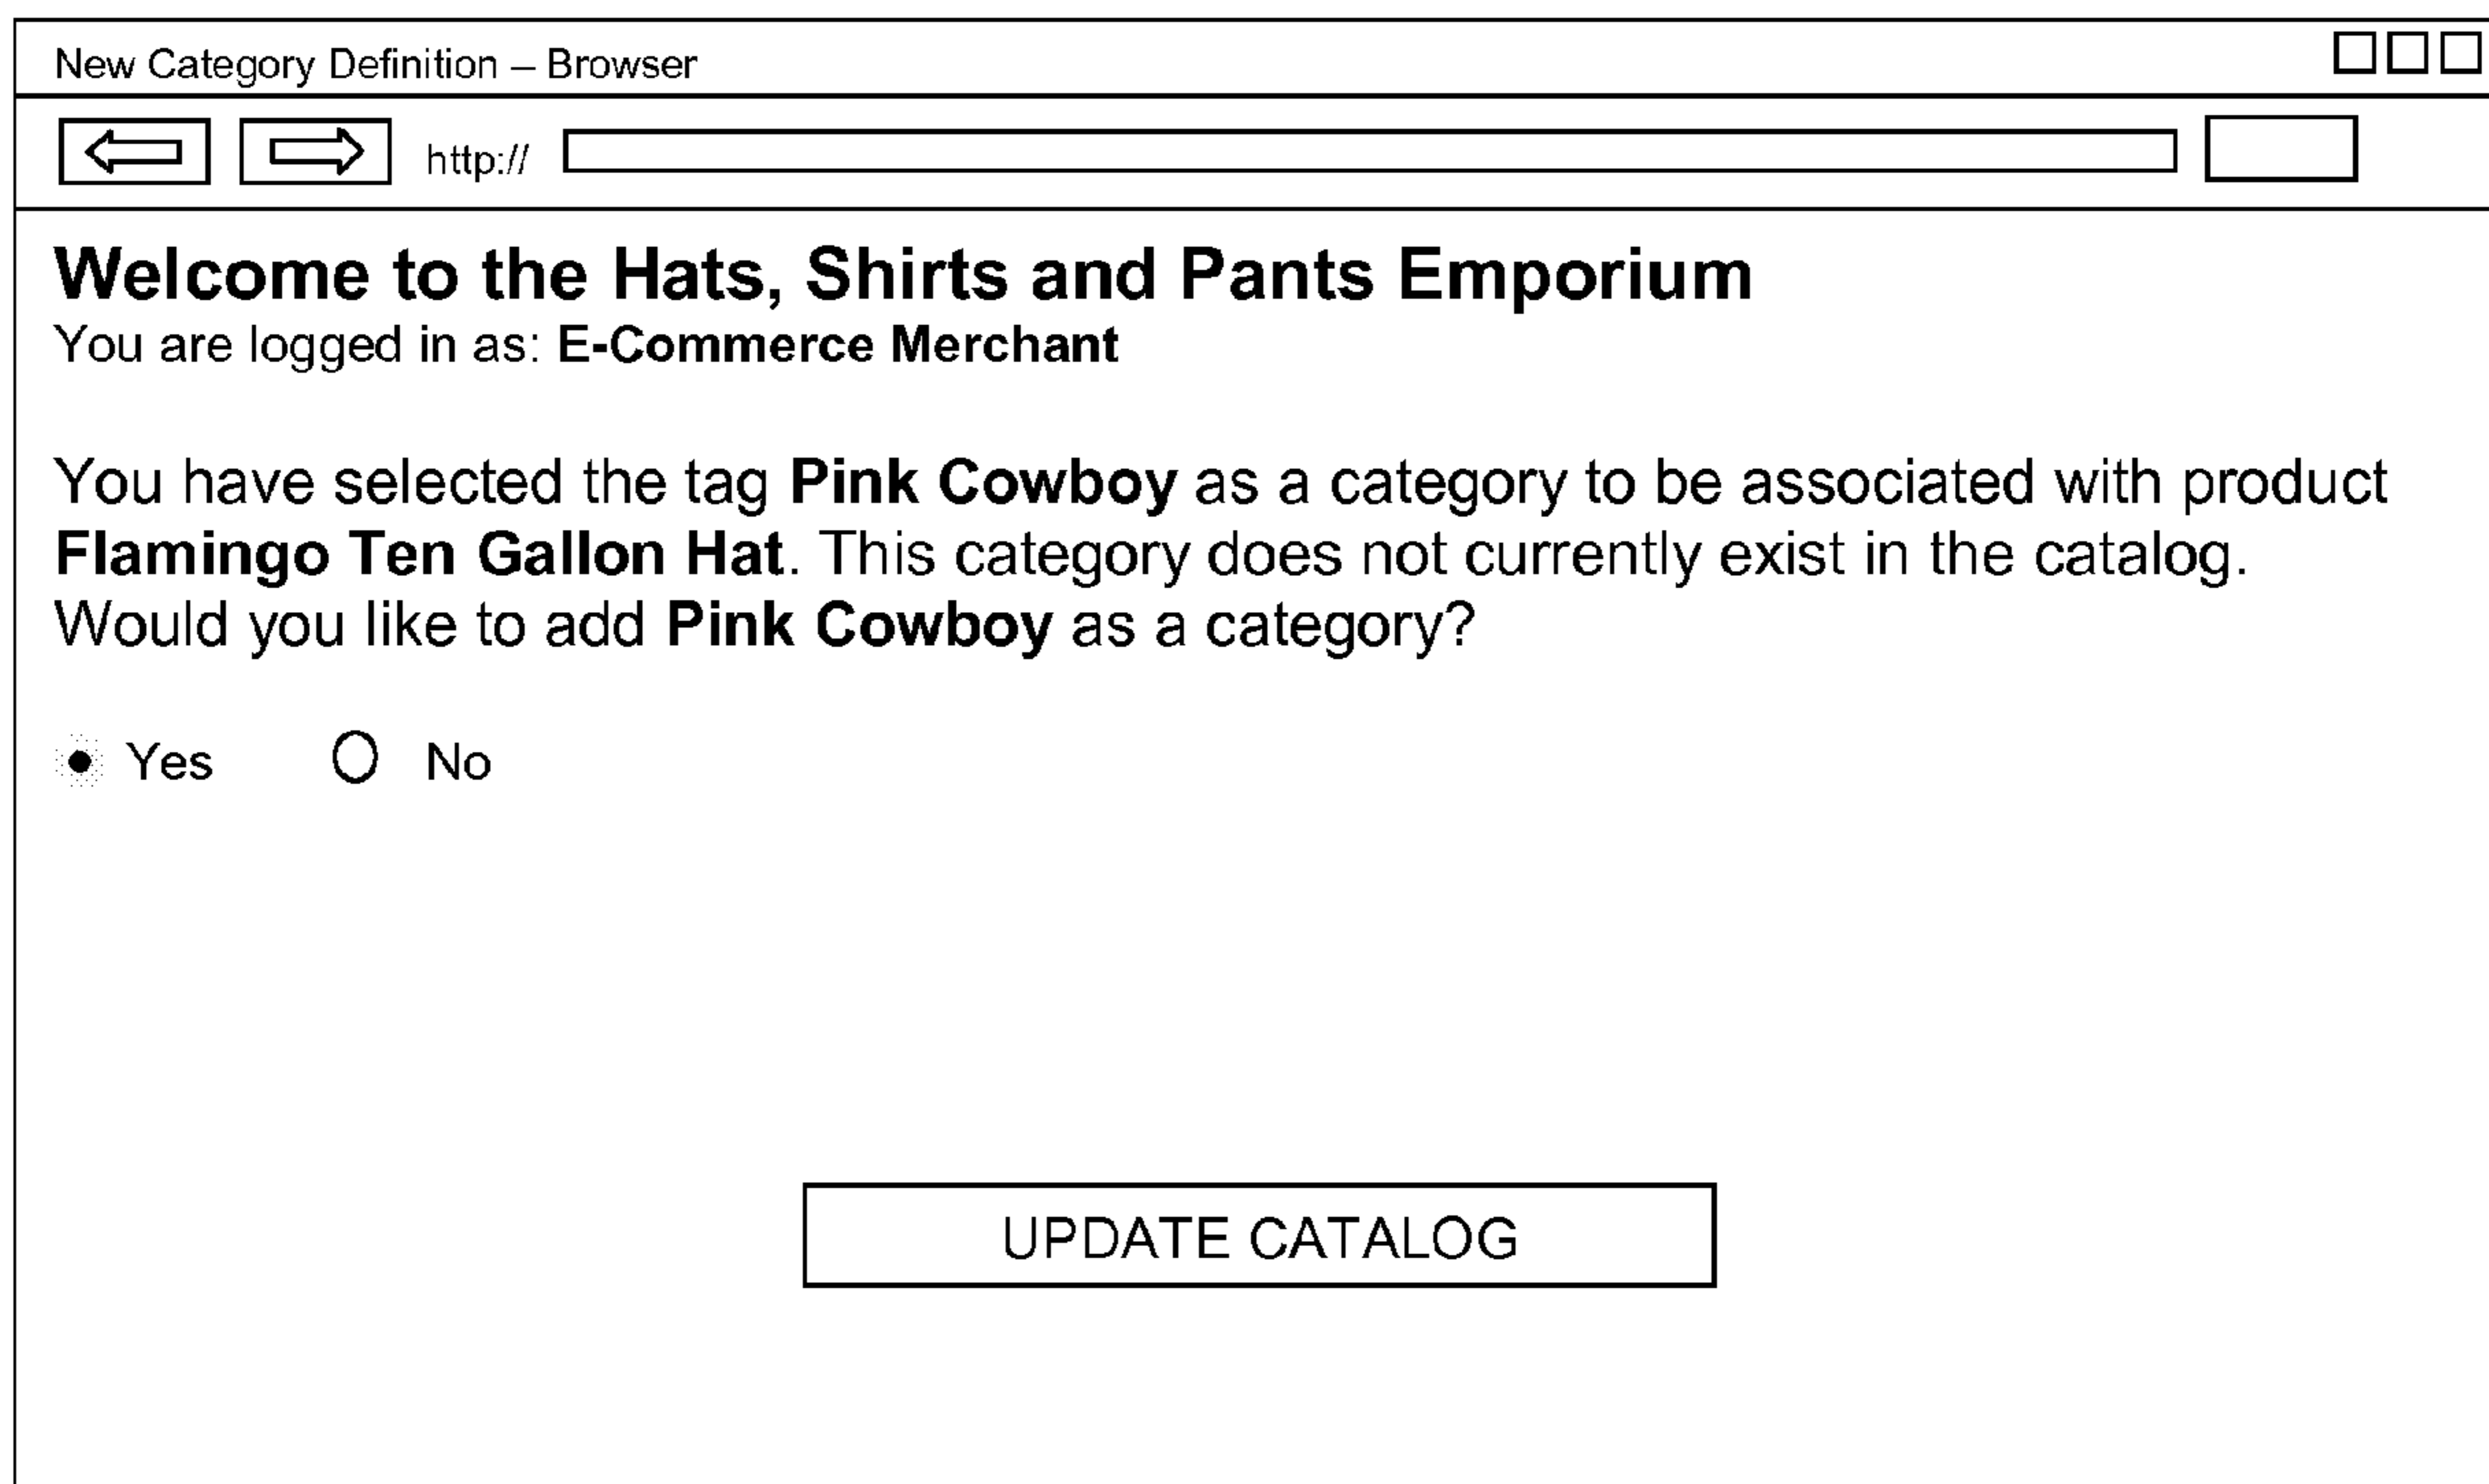 New Category Definition – Browser
http://
Welcome to the Hats, Shirts and Pants Emporium
You are logged in as: E-Commerce Merchant
You have selected the tag Pink Cowboy as a category to be associated with product
Flamingo Ten Gallon Hat. This category does not currently exist in the catalog.
Would you like to add Pink Cowboy as a category?
Yes No
UPDATE CATALOG